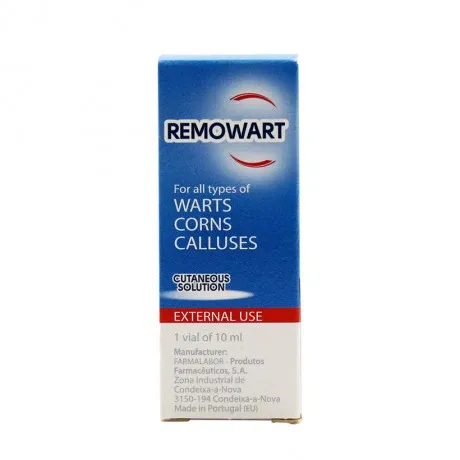 REMOWART
For all types of
WARTS
CORNS
CALLUSES
CUTANEOUS
SOLUTION
EXTERNAL USE
1 vial of 10 ml
Manufacturer:
FARMALABOR - Produtos
Farmacêuticos, S.A.
Zona Industrial de
Condeixa-a-Nova
3150-194 Condeixa-a-Nova
Made in Portugal (EU)